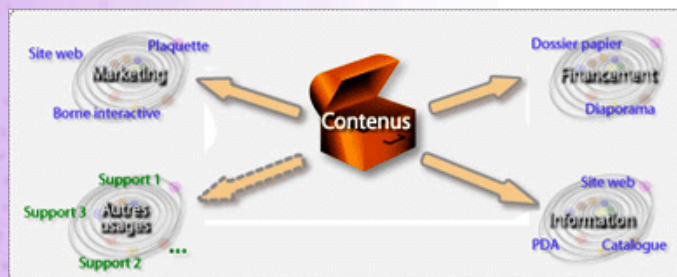 Site web
Plaquette
Marketing
Borne interactive
Dossier papier
Financement
Diaporama
Contenus
Support 1
Support 3
Autres
usages
Support 2
...
Site web
Information
PDA
Catalogue